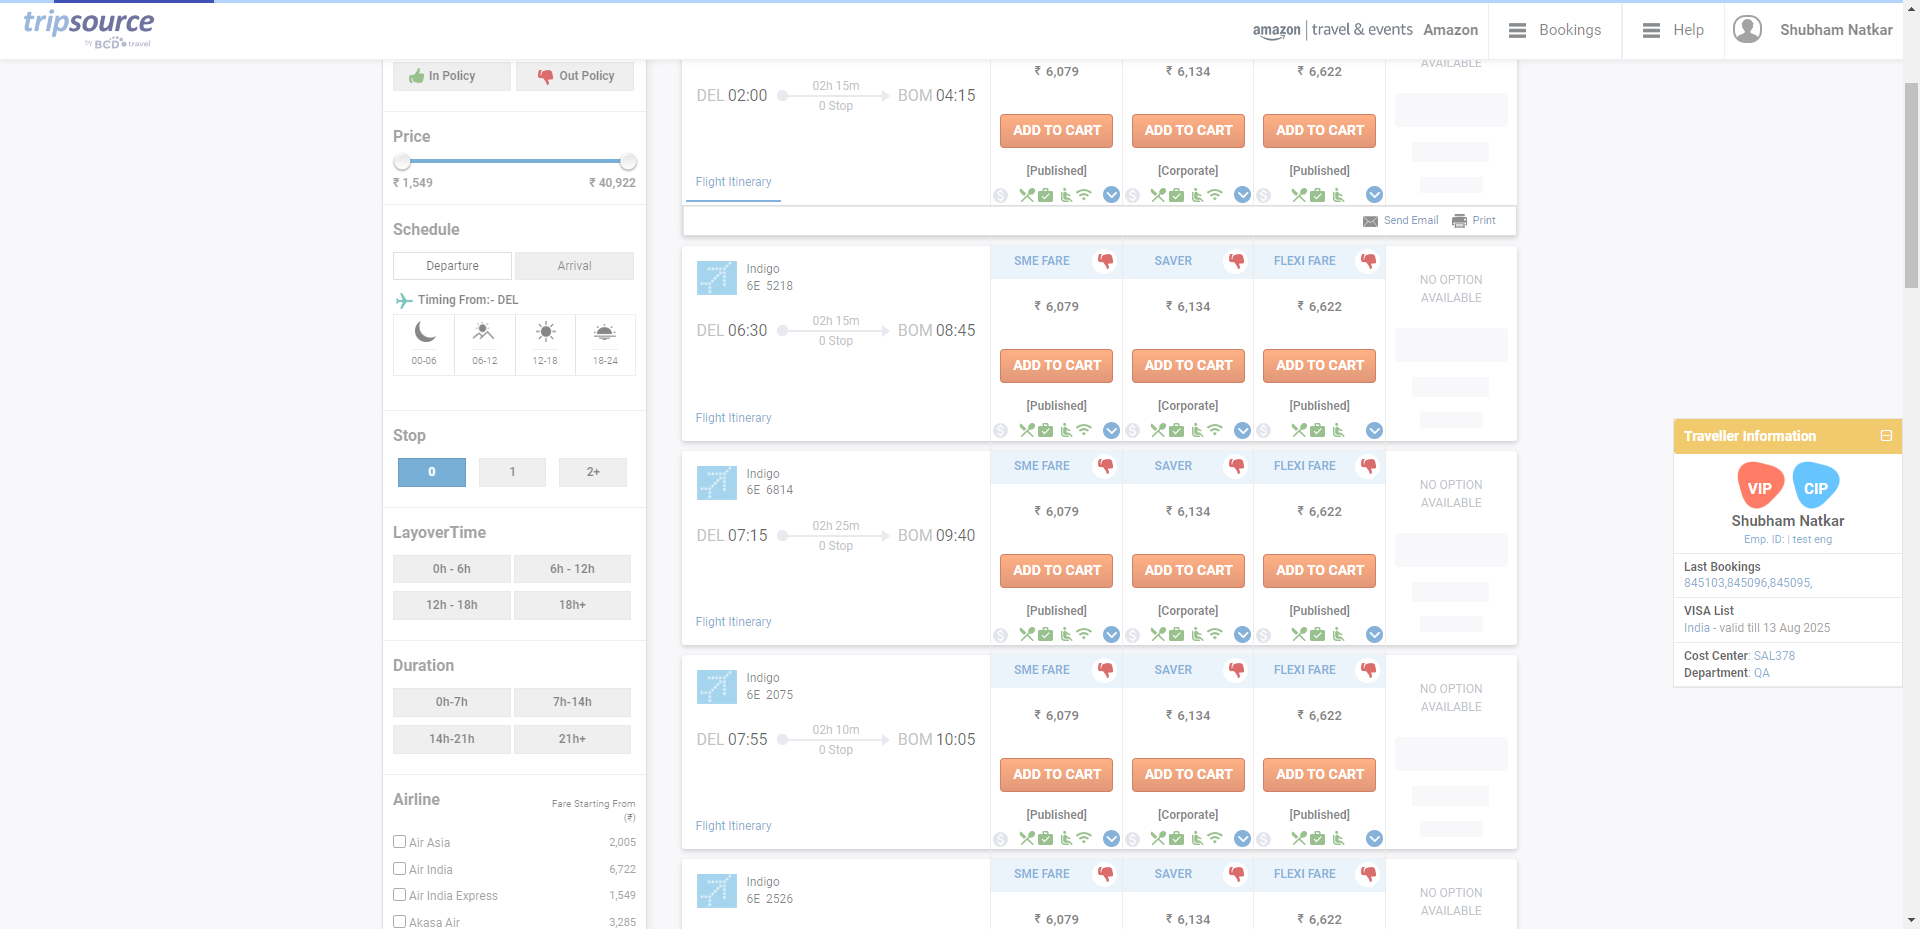 tripsource
by BCD travel
amazon travel & events Amazon
Bookings
Help
Shubham Natkar
In Policy
Out Policy
Price
₹ 1,549
₹ 40,922
Schedule
Departure
Arrival
Timing From:- DEL
00-06
06-12
12-18
18-24
Stop
0
1
2+
LayoverTime
0h - 6h
6h - 12h
12h - 18h
18h+
Duration
0h-7h
7h-14h
14h-21h
21h+
Airline
Fare Starting From
(₹)
Air Asia 2,005
Air India 6,722
Air India Express 1,549
Akasa Air 3,285
₹ 6,079
₹ 6,134
₹ 6,622
AVAILABLE
DEL 02:00
02h 15m
0 Stop
BOM 04:15
ADD TO CART
ADD TO CART
ADD TO CART
[Published]
[Corporate]
[Published]
Flight Itinerary
Send Email
Print
Indigo
6E 5218
SME FARE
SAVER
FLEXI FARE
NO OPTION
AVAILABLE
₹ 6,079
₹ 6,134
₹ 6,622
DEL 06:30
02h 15m
0 Stop
BOM 08:45
ADD TO CART
ADD TO CART
ADD TO CART
[Published]
[Corporate]
[Published]
Flight Itinerary
Indigo
6E 6814
SME FARE
SAVER
FLEXI FARE
NO OPTION
AVAILABLE
₹ 6,079
₹ 6,134
₹ 6,622
DEL 07:15
02h 25m
0 Stop
BOM 09:40
ADD TO CART
ADD TO CART
ADD TO CART
[Published]
[Corporate]
[Published]
Flight Itinerary
Indigo
6E 2075
SME FARE
SAVER
FLEXI FARE
NO OPTION
AVAILABLE
₹ 6,079
₹ 6,134
₹ 6,622
DEL 07:55
02h 10m
0 Stop
BOM 10:05
ADD TO CART
ADD TO CART
ADD TO CART
[Published]
[Corporate]
[Published]
Flight Itinerary
Indigo
6E 2526
SME FARE
SAVER
FLEXI FARE
NO OPTION
AVAILABLE
₹ 6,079
₹ 6,134
₹ 6,622
Traveller Information
VIP
CIP
Shubham Natkar
Emp. ID: | test eng
Last Bookings
845103,845096,845095,
VISA List
India - valid till 13 Aug 2025
Cost Center: SAL378
Department: QA